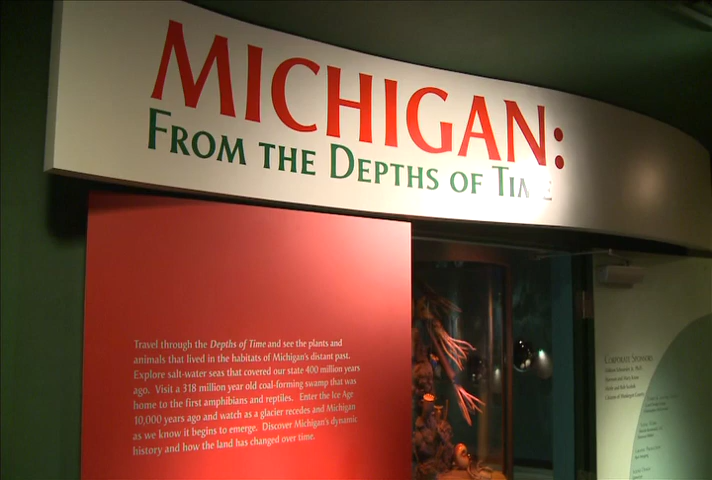 MICHIGAN:
FROM THE DEPTHS OF TIME
Travel through the Depths of Time and see the plants and
animals that lived in the habitats of Michigan's distant past.
Explore salt-water seas that covered our state 400 million years
ago. Visit a 318 million year old coal-forming swamp that was
home to the first amphibians and reptiles. Enter the Ice Age
10,000 years ago and watch as a glacier recedes and Michigan
as we know it begins to emerge. Discover Michigan's dynamic
history and how the land has changed over time.
CORPORATE SPONSORS